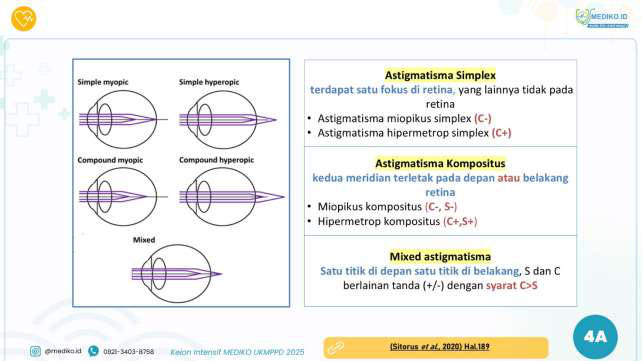 MEDIKO.ID
Simple myopic
Simple hyperopic
Compound myopic
Compound hyperopic
Mixed
Astigmatisma Simplex
terdapat satu fokus di retina, yang lainnya tidak pada
retina
• Astigmatisma miopikus simplex (C-)
• Astigmatisma hipermetrop simplex (C+)
Astigmatisma Kompositus
kedua meridian terletak pada depan atau belakang
retina
• Miopikus kompositus (C-, S-)
• Hipermetrop kompositus (C+,S+)
Mixed astigmatisma
Satu titik di depan satu titik di belakang, S dan C
berlainan tanda (+/-) dengan syarat C>S
4A
@mediko.id
0821-3403-8758
Kelon Intensif MEDIKO UKMPPD 2025
(Sitorus et al., 2020) Hal.189